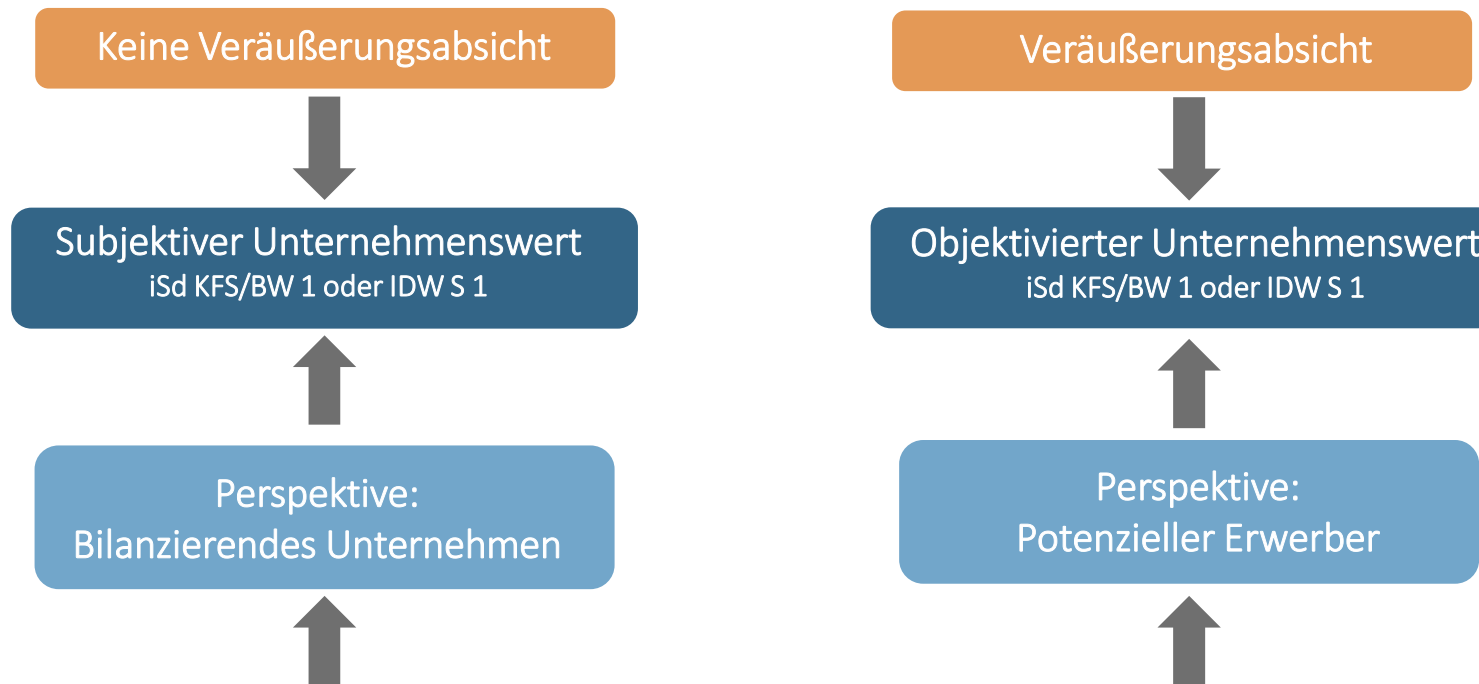 Keine Veräußerungsabsicht
Subjektiver Unternehmenswert
iSd KFS/BW 1 oder IDW S 1
Perspektive:
Bilanzierendes Unternehmen
Veräußerungsabsicht
Objektivierter Unternehmenswert
iSd KFS/BW 1 oder IDW S 1
Perspektive:
Potenzieller Erwerber